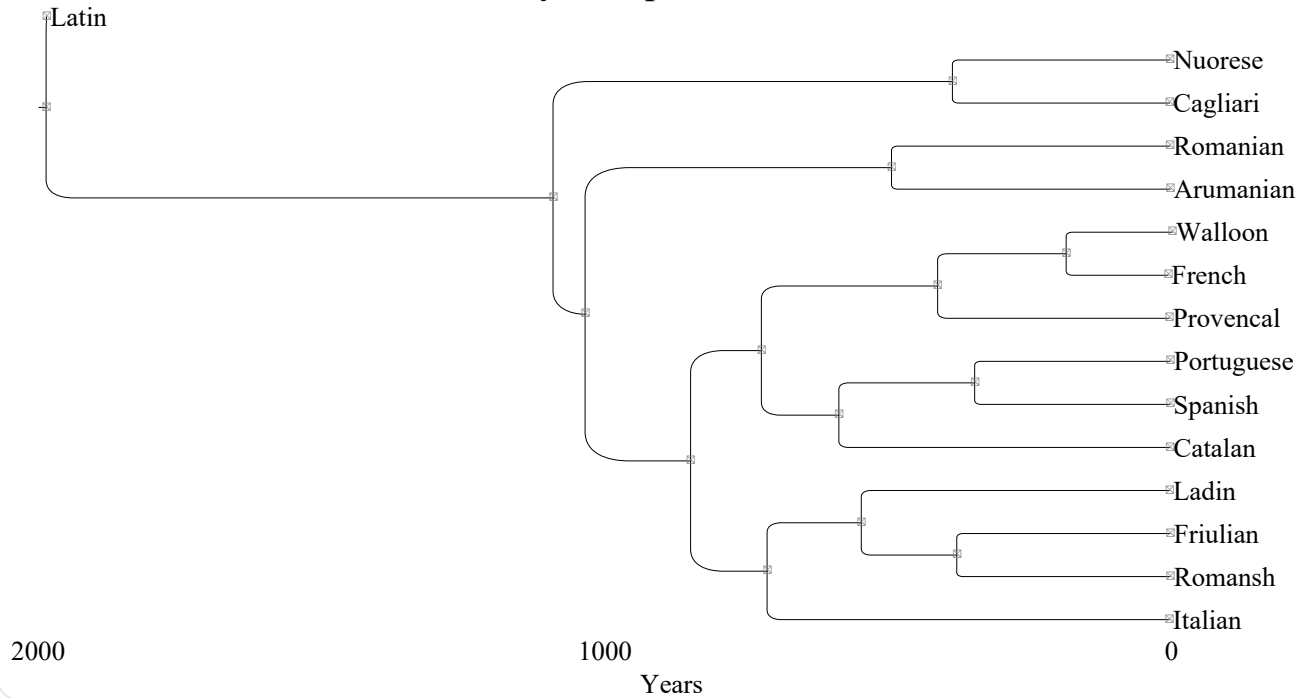 Latin
Nuorese
Cagliari
Romanian
Arumanian
Walloon
French
Provencal
Portuguese
Spanish
Catalan
Ladin
Friulian
Romansh
Italian
2000 1000 0
Years